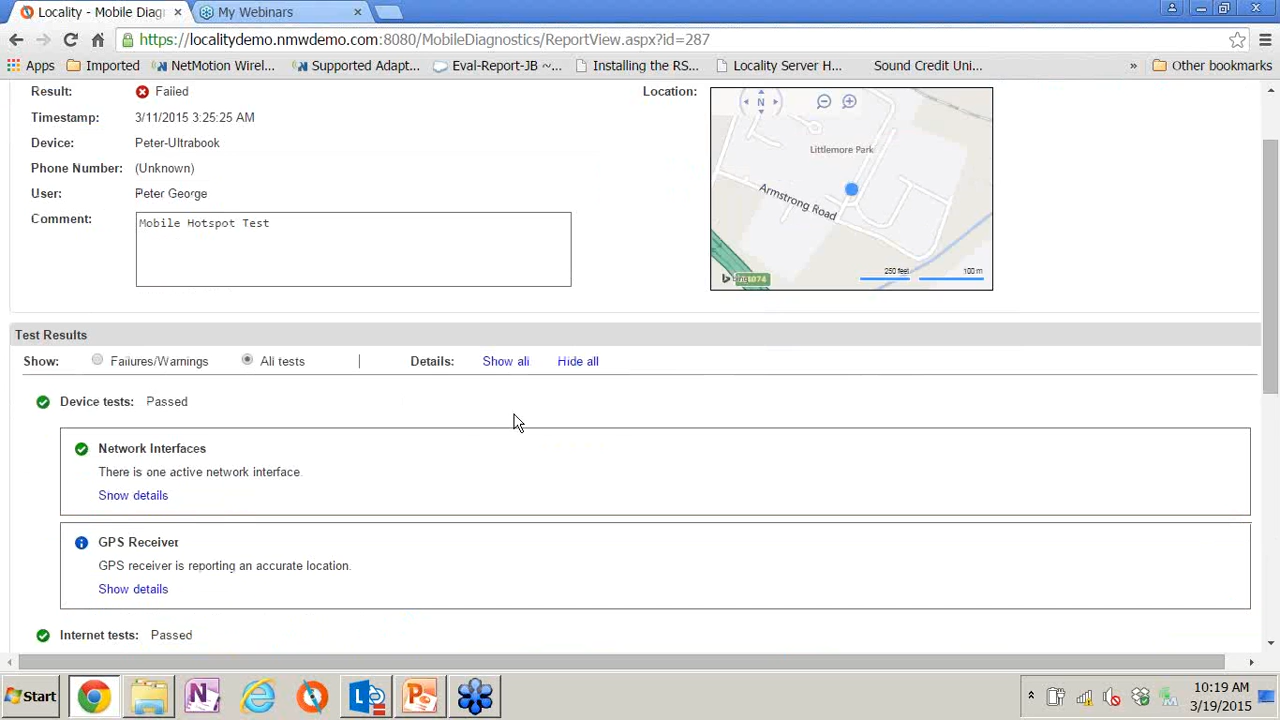 Locality - Mobile Diag ×
My Webinars ×
https://localitydemo.nmwdemo.com:8080/MobileDiagnostics/ReportView.aspx?id=287
Apps Imported NetMotion Wirel... Supported Adapt... Eval-Report-JB ~... Installing the RS... Locality Server H... Sound Credit Uni... » Other bookmarks
Result: Failed
Timestamp: 3/11/2015 3:25:25 AM
Device: Peter-Ultrabook
Phone Number: (Unknown)
User: Peter George
Comment: Mobile Hotspot Test
Location:
N
Littlemore Park
Armstrong Road
250 feet 100 m
Test Results
Show: Failures/Warnings All tests | Details: Show all Hide all
Device tests: Passed
Network Interfaces
There is one active network interface.
Show details
GPS Receiver
GPS receiver is reporting an accurate location.
Show details
Internet tests: Passed
Start
10:19 AM
3/19/2015